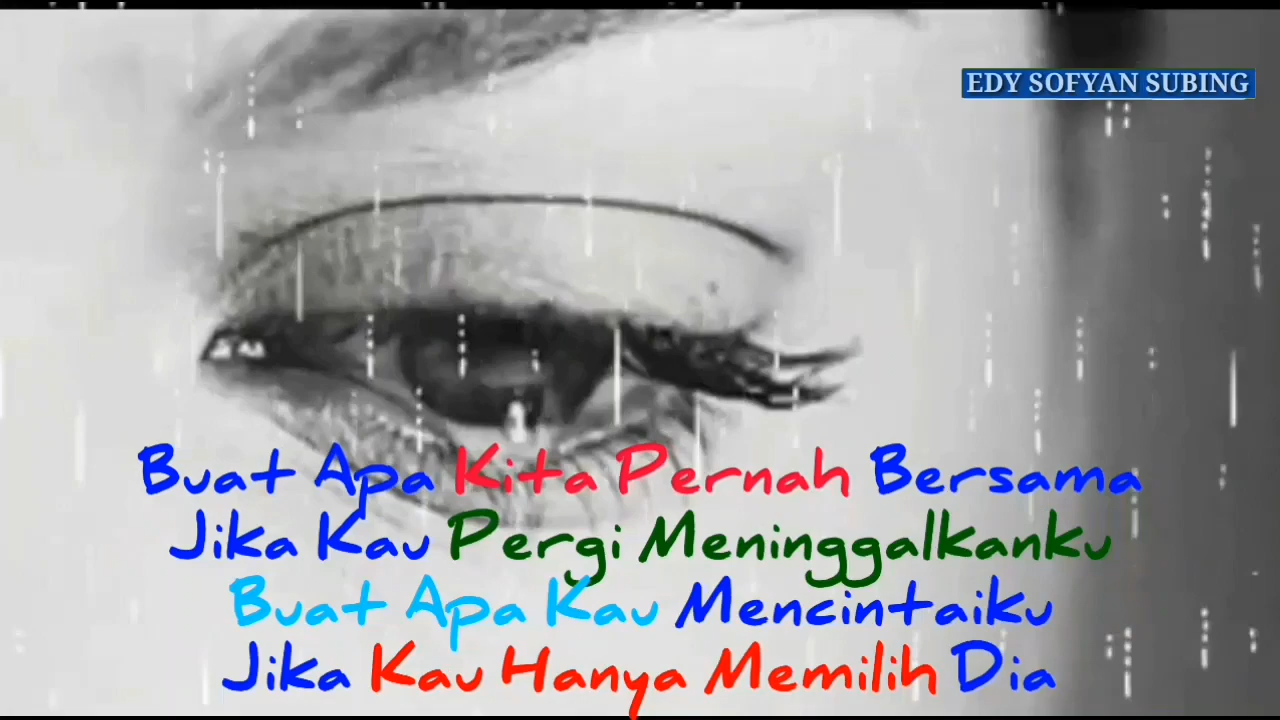 EDY SOFYAN SUBING
Buat Apa Kita Pernah Bersama
Jika Kau Pergi Meninggalkanku
Buat Apa Kau Mencintaiku
Jika Kau Hanya Memilih Dia